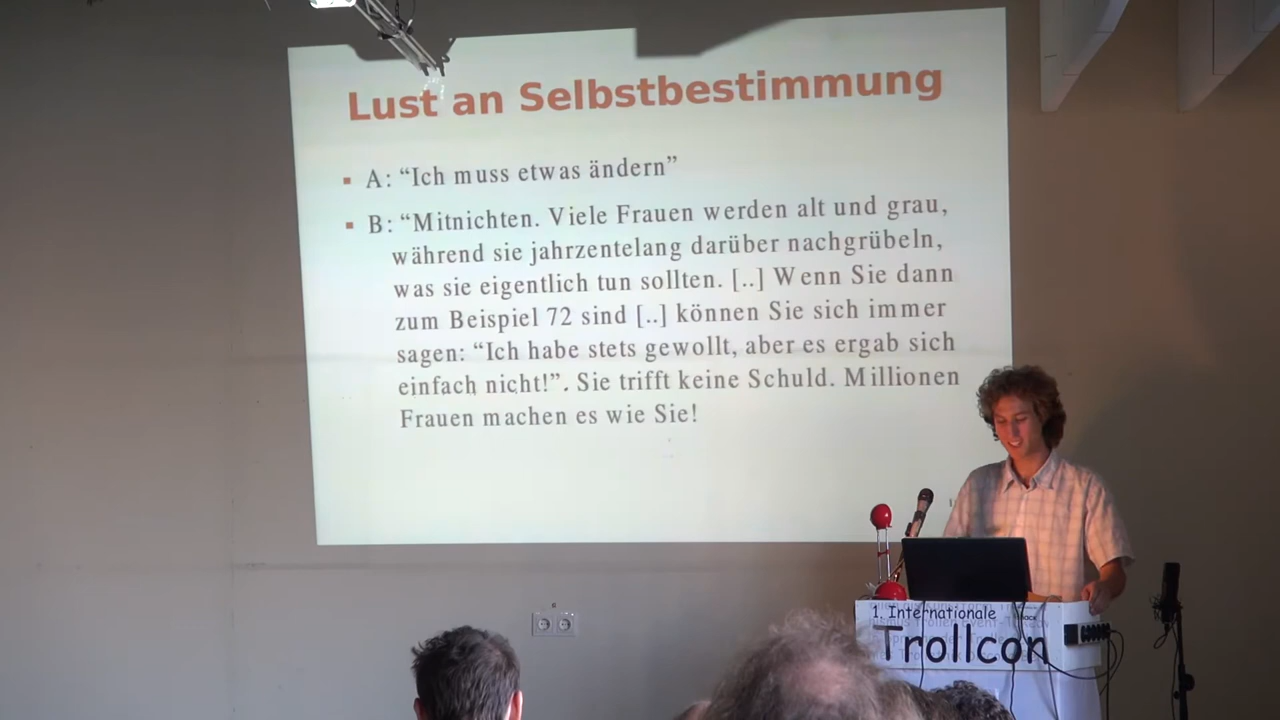 Lust an Selbstbestimmung
A: “Ich muss etwas ändern”
B: “Mitnichten. Viele Frauen werden alt und grau,
während sie jahrzentelang darüber nachgrübeln,
was sie eigentlich tun sollten. [..] Wenn Sie dann
zum Beispiel 72 sind [..] können Sie sich immer
sagen: “Ich habe stets gewollt, aber es ergab sich
einfach nicht!”. Sie trifft keine Schuld. Millionen
Frauen machen es wie Sie!
1. Internationale
Trollcon